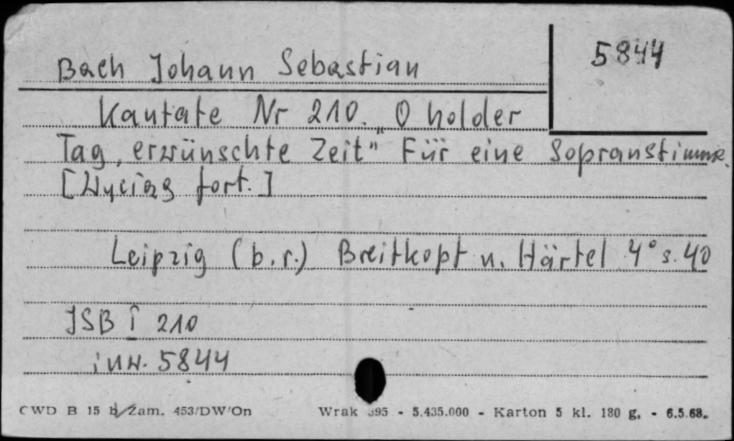 5844
Bach Johann Sebastian
Kantate Nr 210. "O holder
Tag, erwünschte Zeit" Für eine Sopranstimme
[Wyciąg fort.]
Leipzig (b.r.) Breitkopf u. Härtel 4° s. 40
JSB I 210
inw. 5844
CWD B 15 b/Zam. 453/DW/On Wrak 395 - 5.435.000 - Karton 5 kl. 180 g. - 6.5.68.